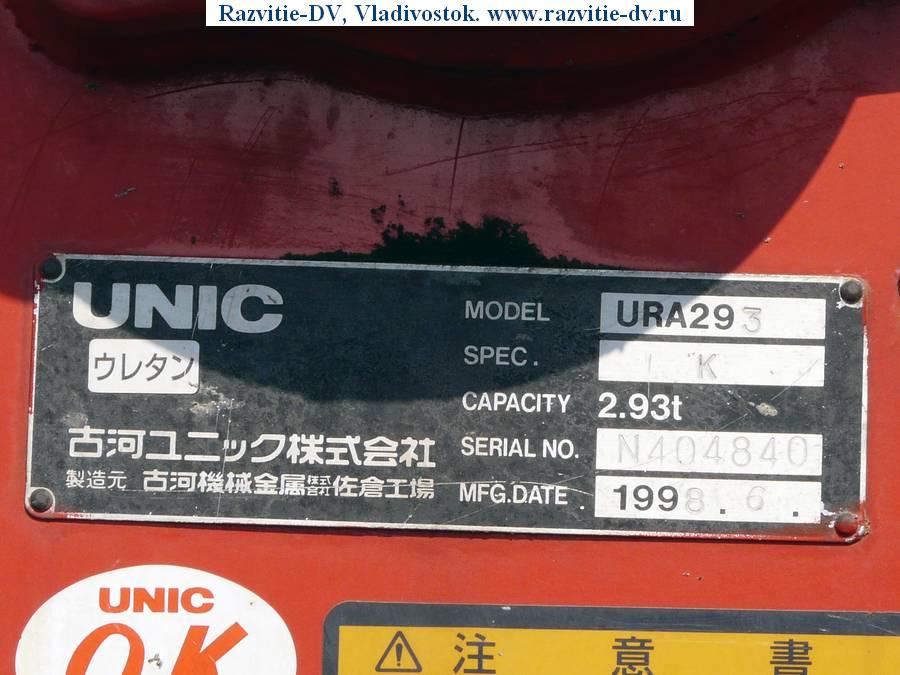 Razvitie-DV, Vladivostok. www.razvitie-dv.ru
UNIC
ウレタン
MODEL URA293
SPEC. K
CAPACITY 2.93t
SERIAL NO. N404840
MFG.DATE 1998.6.
古河ユニック株式会社
製造元 古河機械金属株式会社佐倉工場
UNIC
O.K
⚠ 注意書